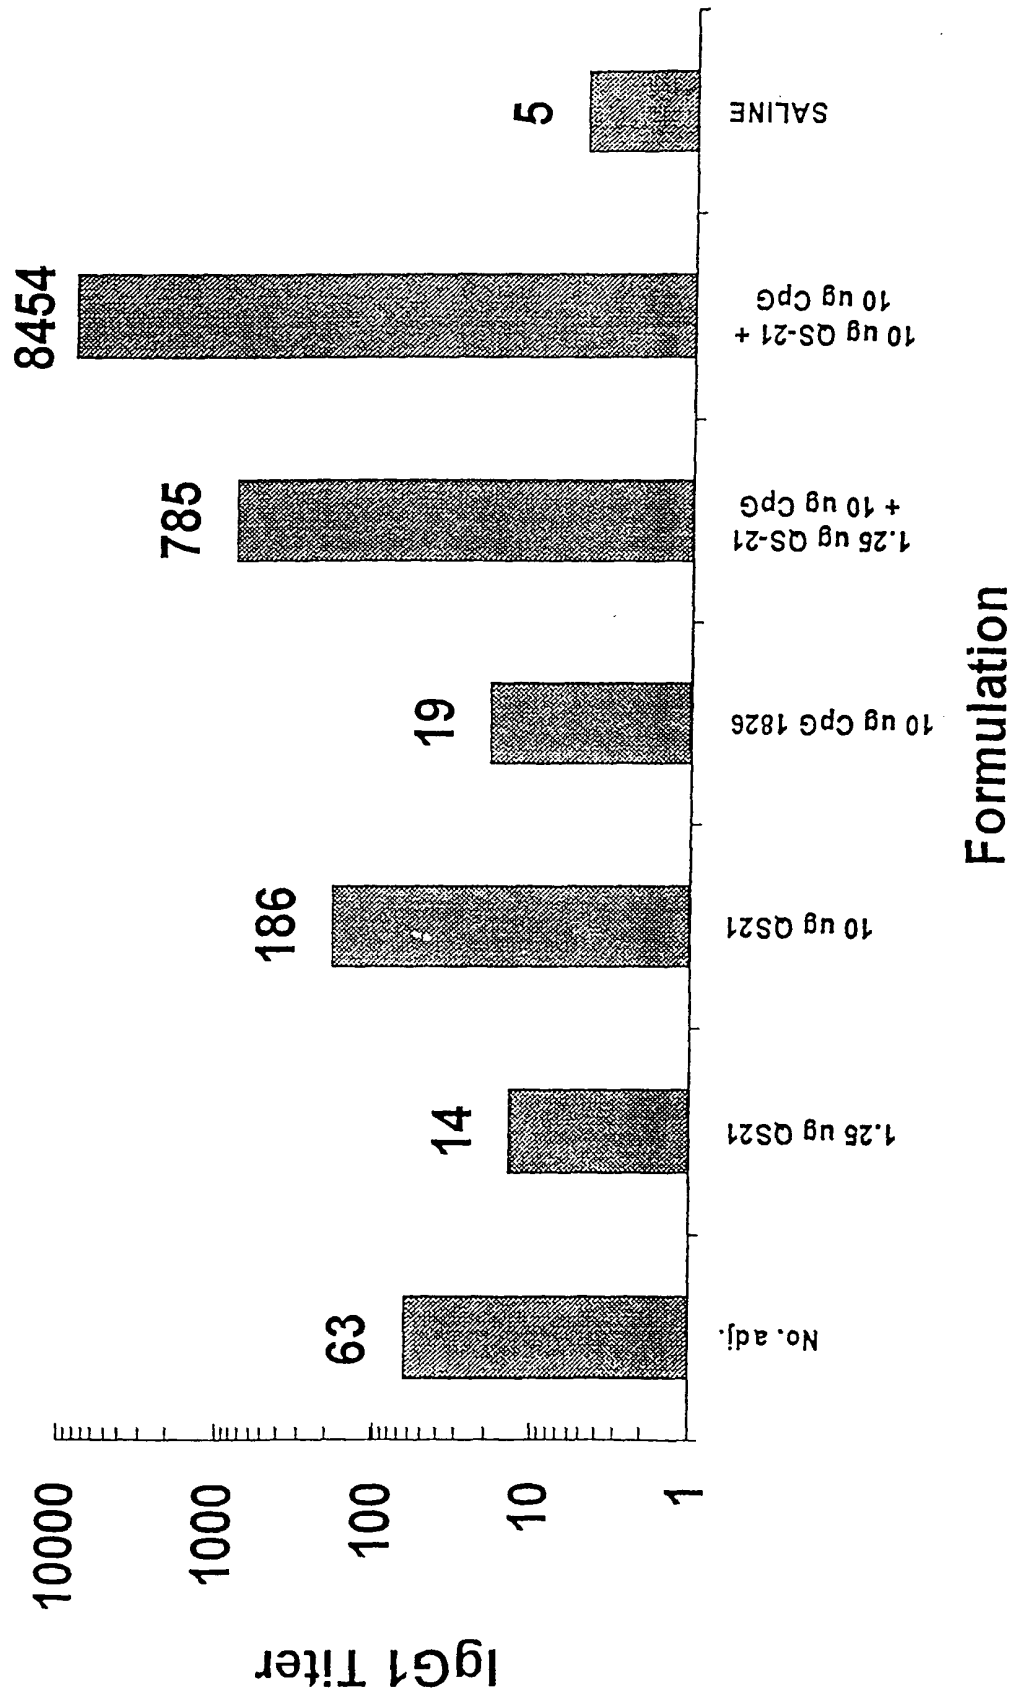 IgG1 Titer
10000
1000
100
10
1
63
14
186
19
785
8454
5
No. adj.
1.25 ug QS21
10 ug QS21
10 ug CpG 1826
1.25 ug QS-21
+ 10 ug CpG
10 ug QS-21 +
10 ug CpG
SALINE
Formulation